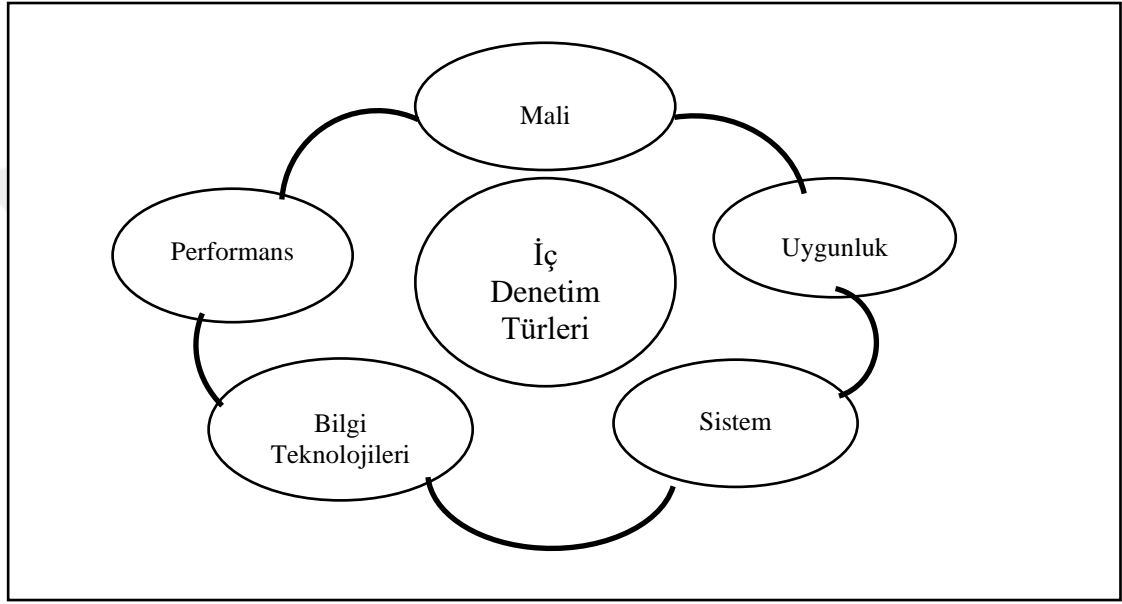 Mali
Performans
Uygunluk
İç
Denetim
Türleri
Bilgi
Teknolojileri
Sistem